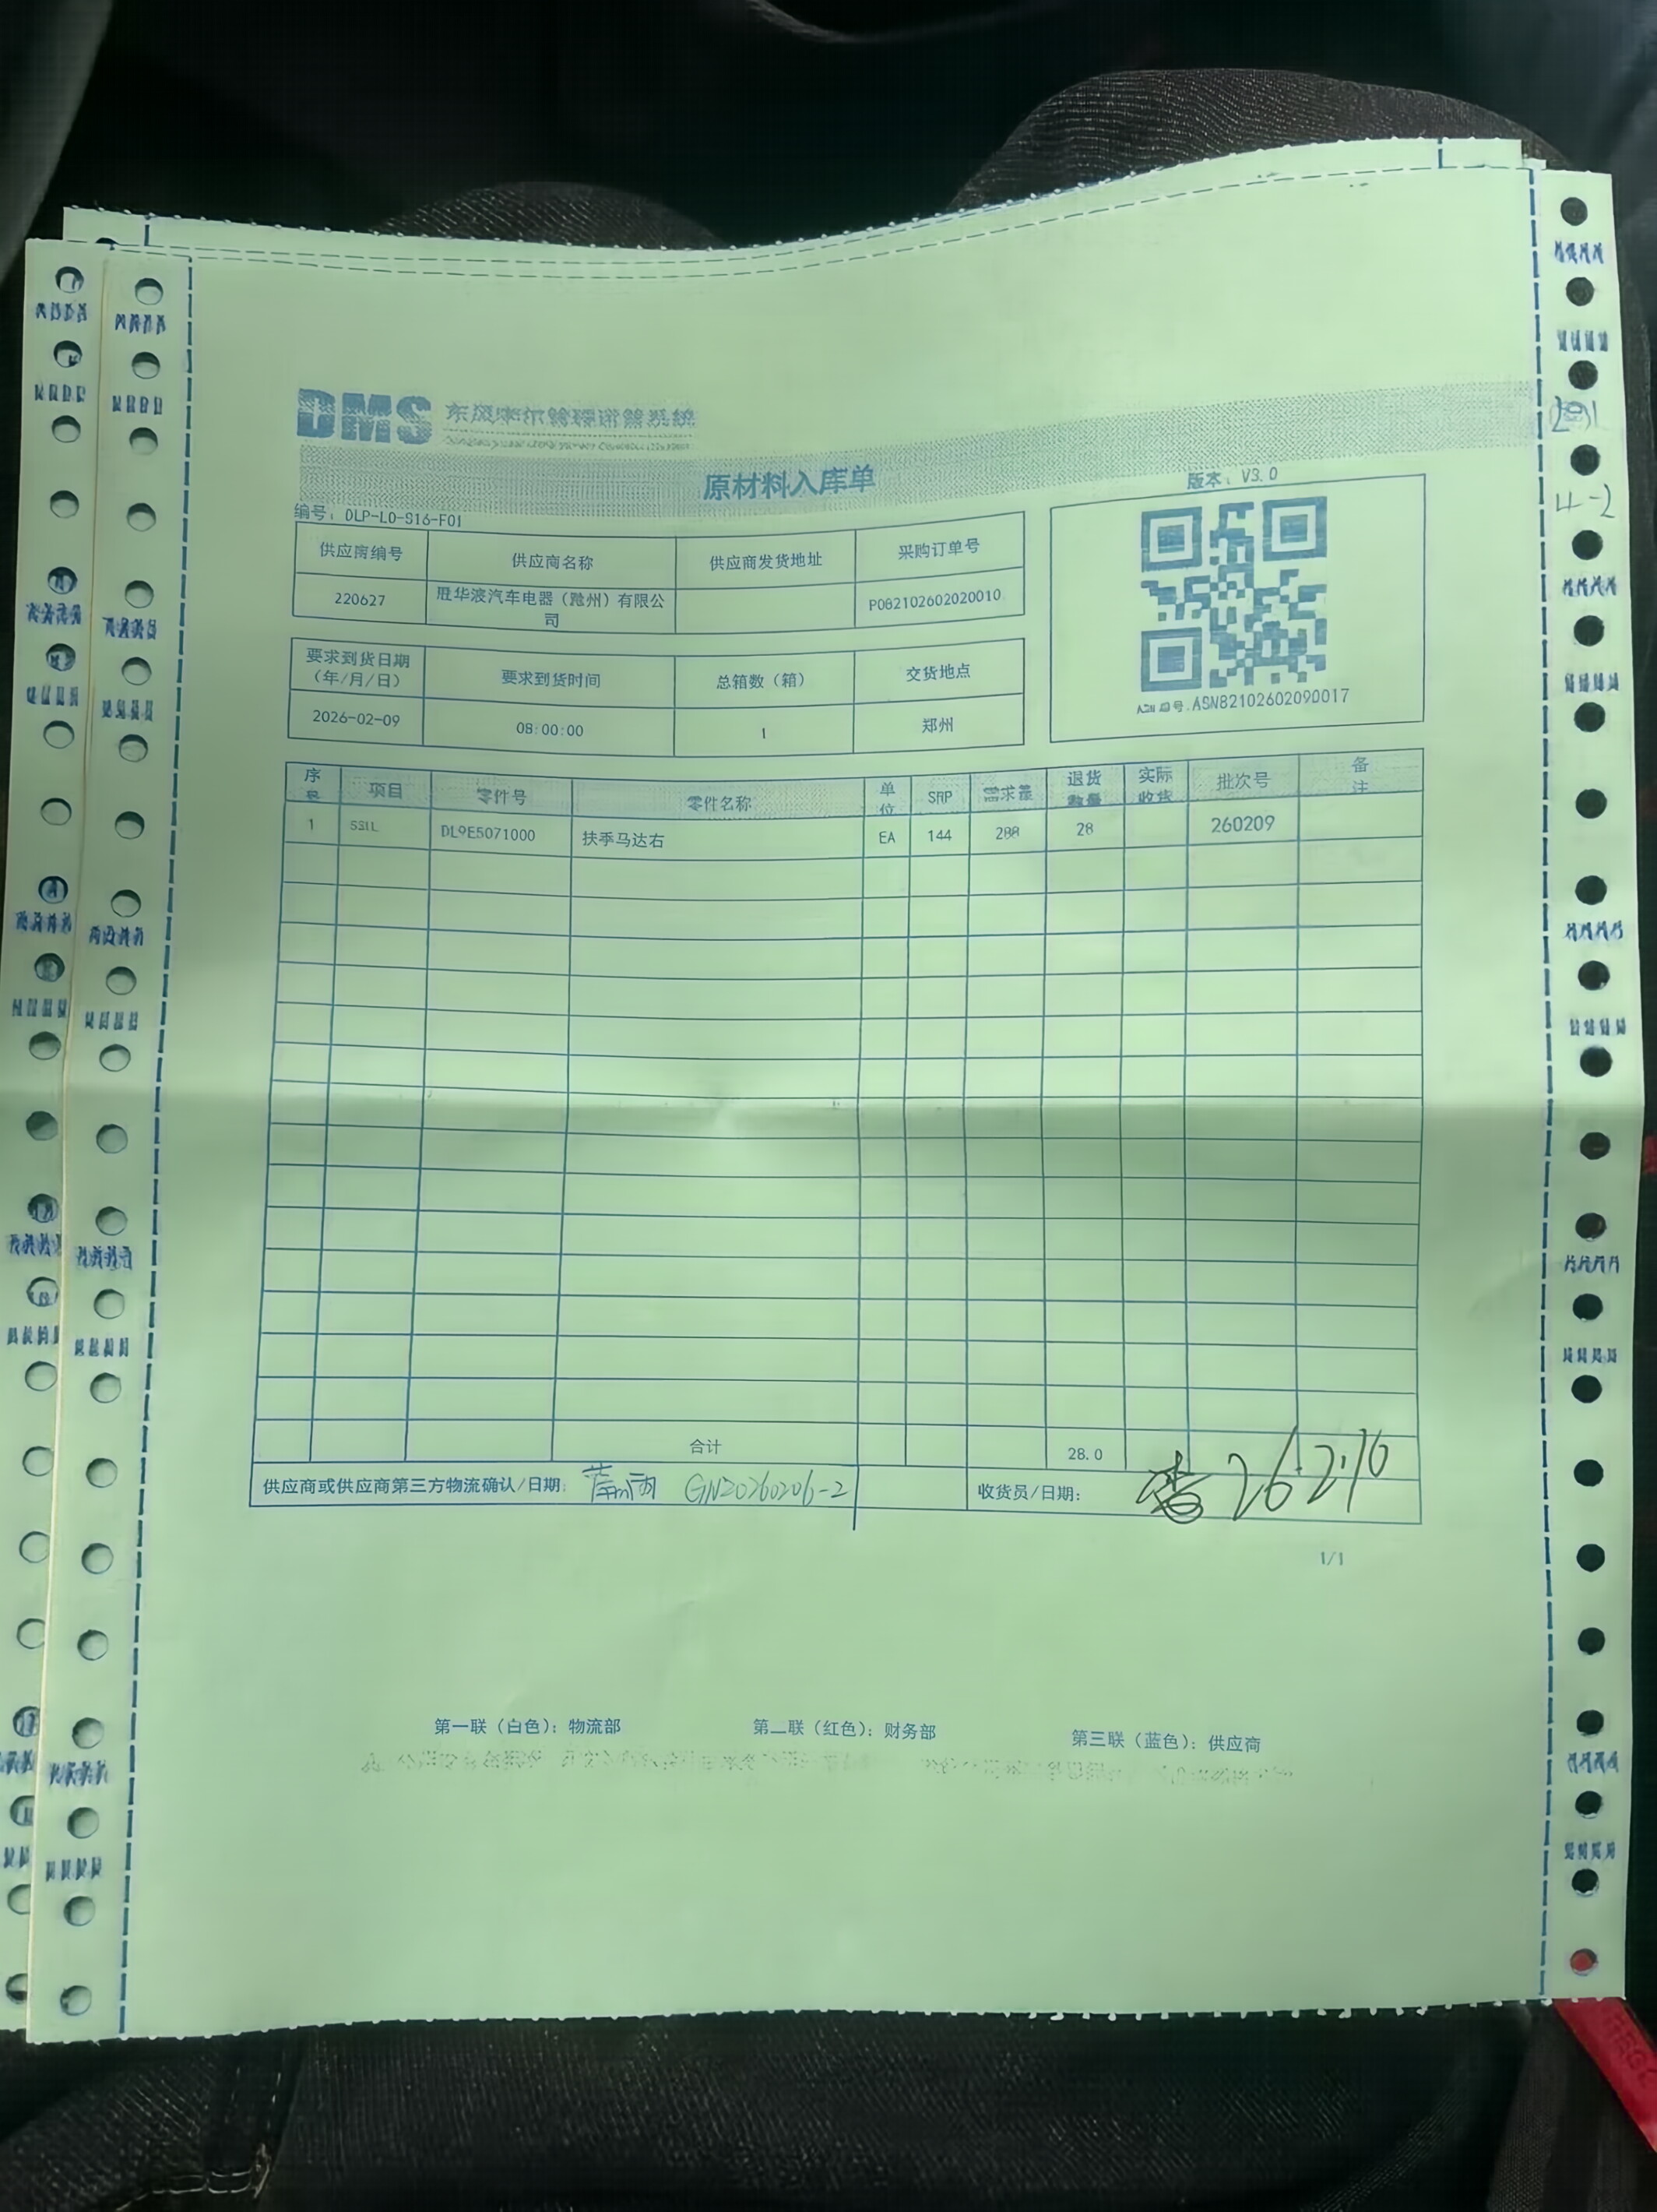 DMS
原材料入库单
版本: V3.0
编号: DLP-LO-S16-F01
供应商编号 供应商名称 供应商发货地址 采购订单号
220627 华波汽车电器（州）有限公司 P082102602020010
要求到货日期（年/月/日） 要求到货时间 总箱数（箱） 交货地点
2026-02-09 08:00:00 1 郑州
ASN82102602090017
序 项目 零件号 零件名称 单位 SRP 需求量 退货数量 实际收货 批次号 备注
1 DL9E5071000 马达右 EA 144 288 28 260209
合计 28.0
供应商或供应商第三方物流确认/日期: GN20260206-2 收货员/日期: 26.2.10
1/1
第一联（白色）：物流部 第二联（红色）：财务部 第三联（蓝色）：供应商
4-2